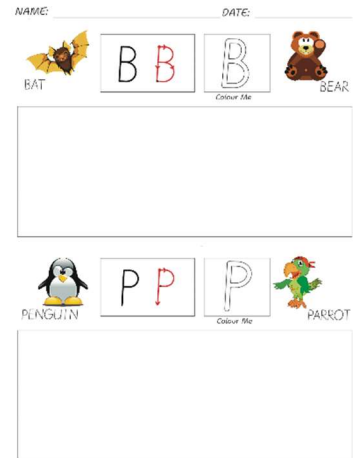 NAME: DATE:
B B B
BAT BEAR
Colour Me
P P P
PENGUIN PARROT
Colour Me